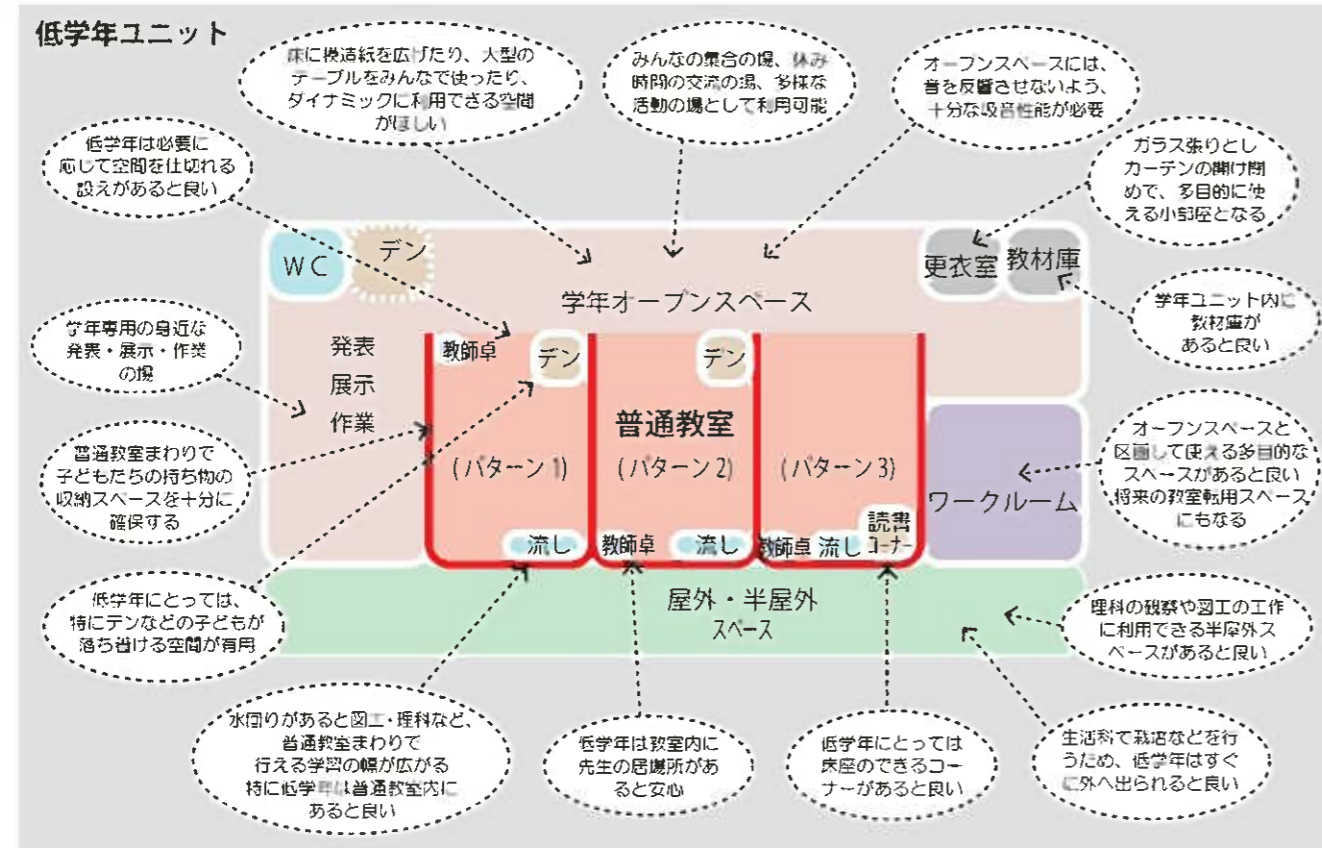 低学年ユニット
床に模造紙を広げたり、大型の
テーブルをみんなで使ったり、
ダイナミックに利用できる空間
がほしい
みんなの集合の場、休み
時間の交流の場、多様な
活動の場として利用可能
オープンスペースには、
音を反響させないよう、
十分な吸音性能が必要
低学年は必要に
応じて空間を仕切れる
設えがあると良い
ガラス張りとし
カーテンの開け閉
めで、多目的に使
える小部屋となる
WC
デン
更衣室
教材庫
学年オープンスペース
学年ユニット内に
教材庫が
あると良い
学年専用の身近な
発表・展示・作業
の場
発表
展示
作業
教師卓
デン
デン
普通教室
(パターン1)
(パターン2)
(パターン3)
普通教室まわりで
子どもたちの持ち物の
収納スペースを十分に
確保する
オープンスペースと
区画して使える多目的な
スペースがあると良い
将来の教室転用スペース
にもなる
ワークルーム
流し
教師卓
流し
教師卓
流し
読書
コーナー
低学年にとっては、
特にデンなどの子どもが
落ち着ける空間が有用
屋外・半屋外
スペース
理科の観察や図工の工作
に利用できる半屋外ス
ペースがあると良い
水回りがあると図工・理科など、
普通教室まわりで
行える学習の幅が広がる
特に低学年は普通教室内に
あると良い
低学年は教室内に
先生の居場所があ
ると安心
低学年にとっては
床座のできるコー
ナーがあると良い
生活科で栽培などを行
うため、低学年はすぐ
に外へ出られると良い